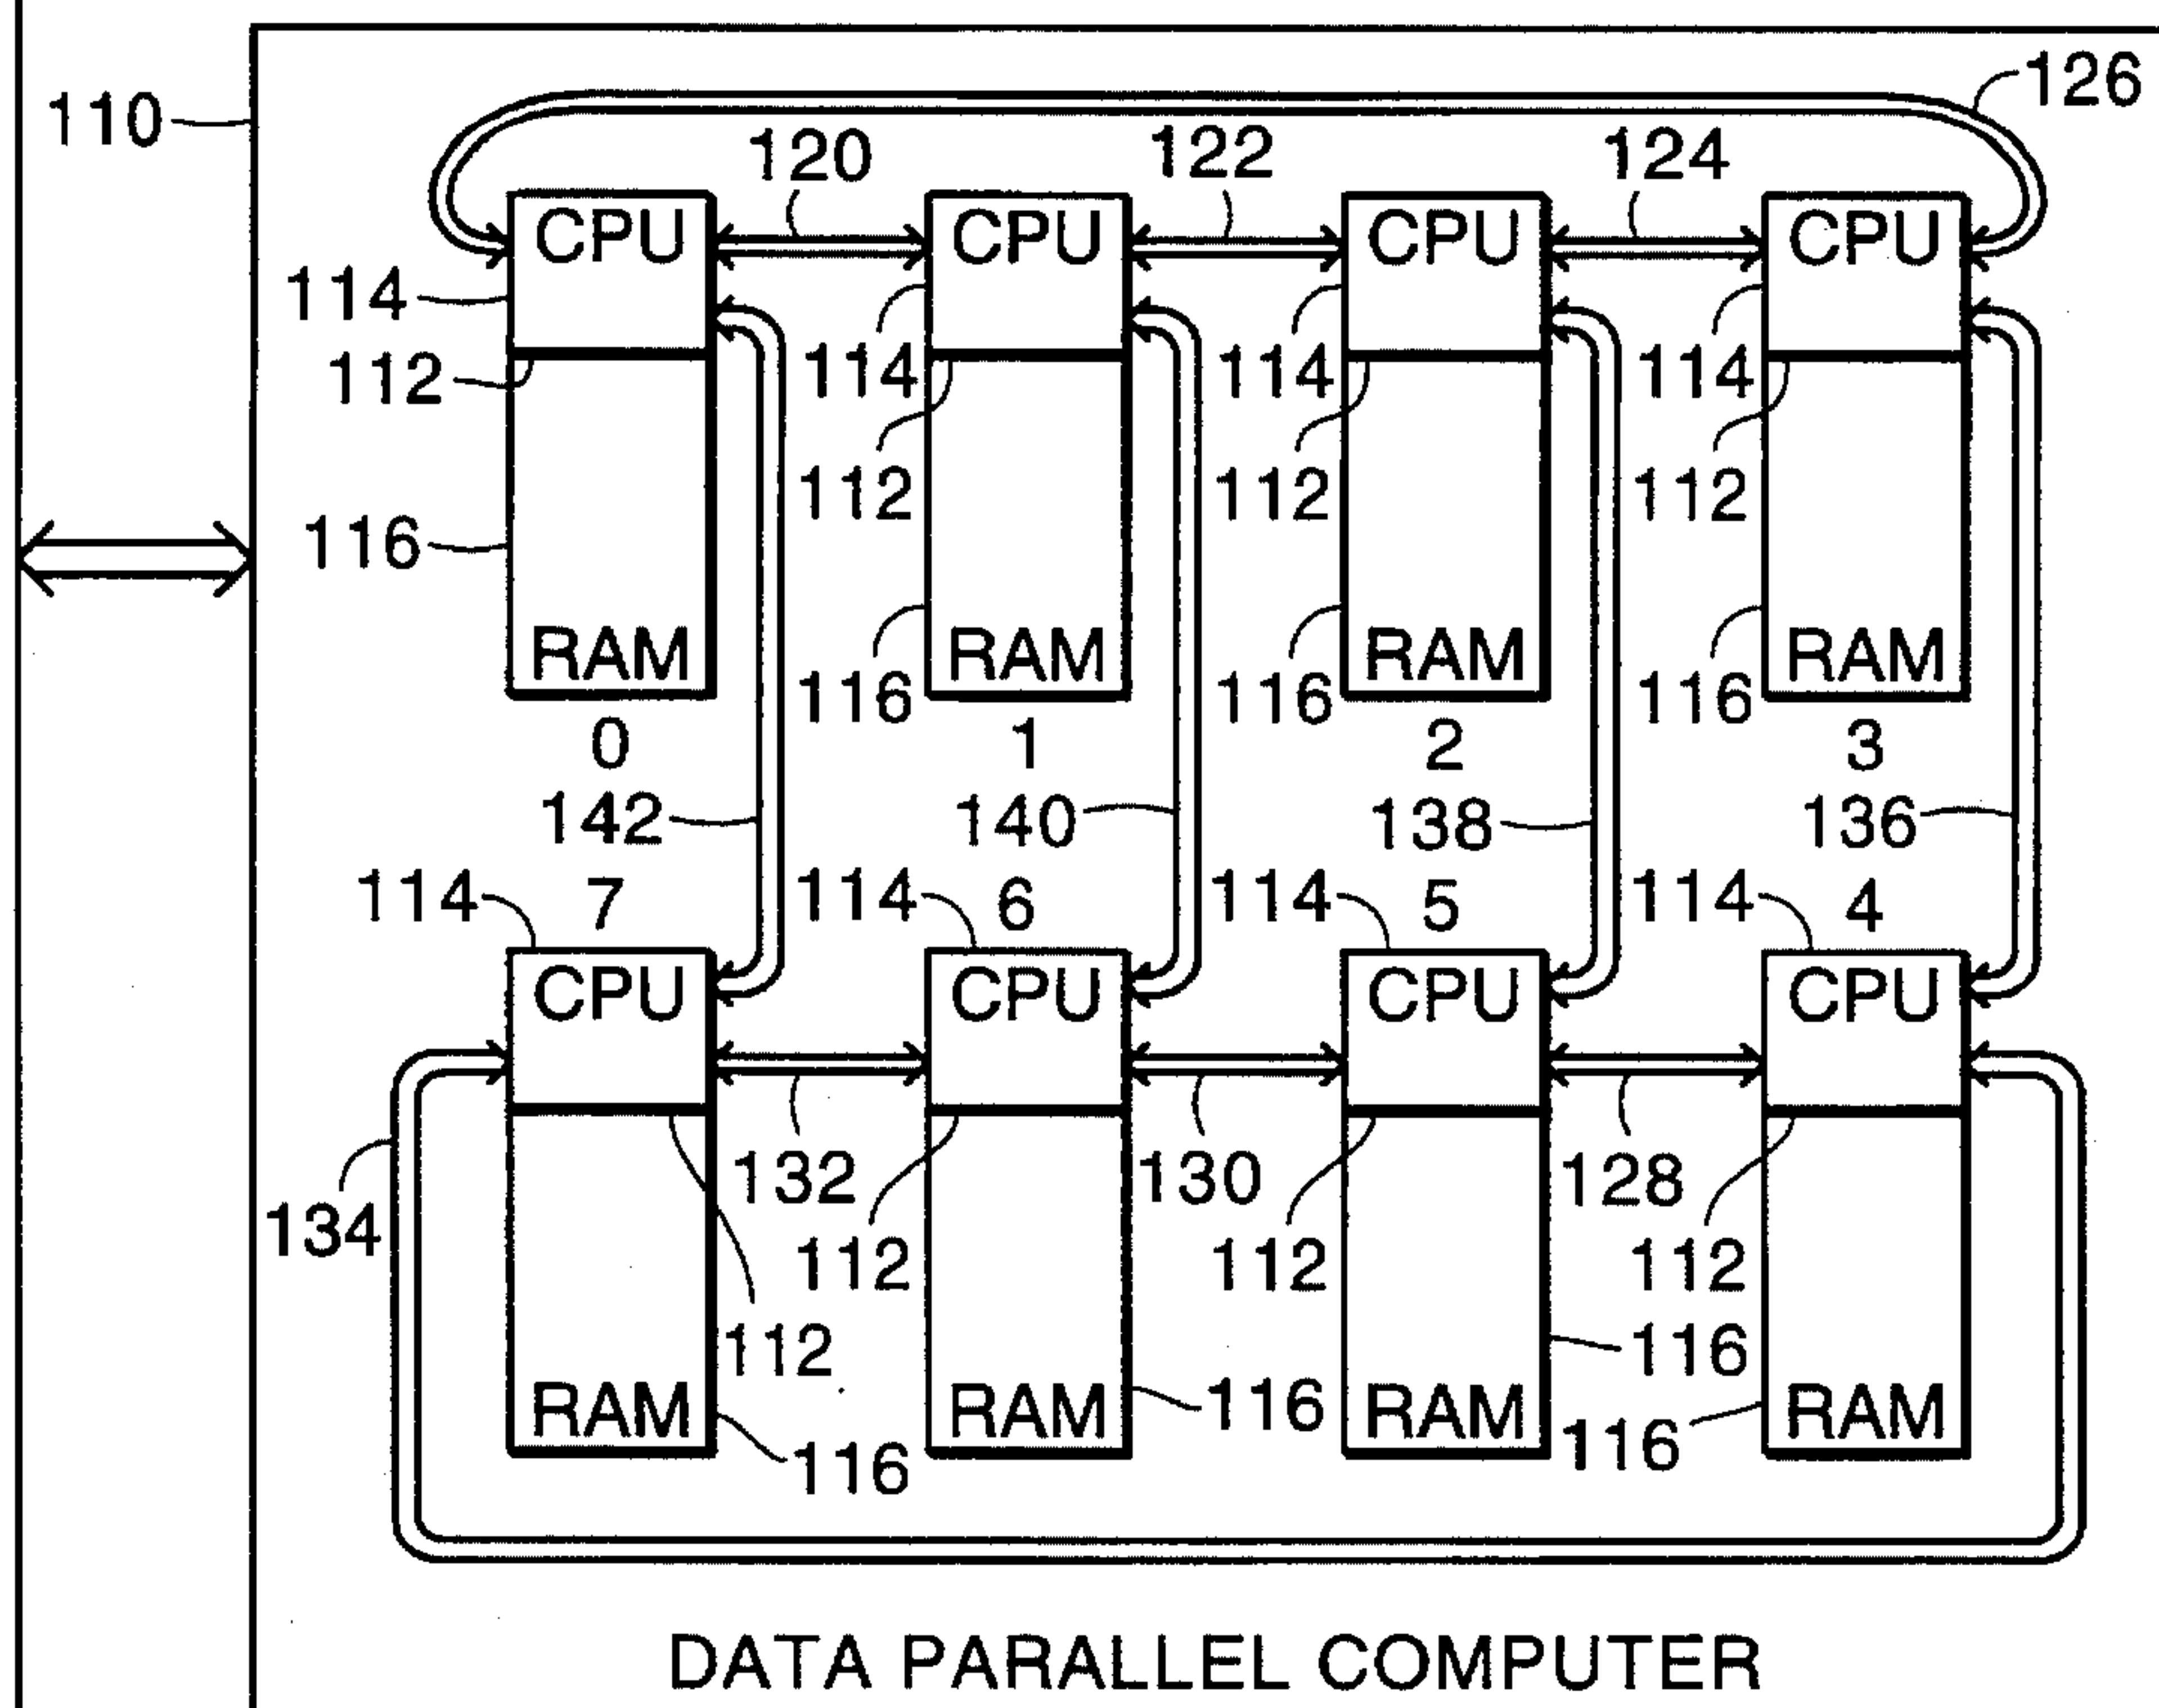 126
110
120 122 124
CPU CPU CPU CPU
114
112 114 114 114
112 112 112
116
RAM RAM RAM RAM
116 116 116
0 1 2 3
142 140 138 136
114 7 114 6 114 5 114 4
CPU CPU CPU CPU
132 130 128
134
112 112 112
112 116
RAM RAM RAM RAM
116
116 116
DATA PARALLEL COMPUTER